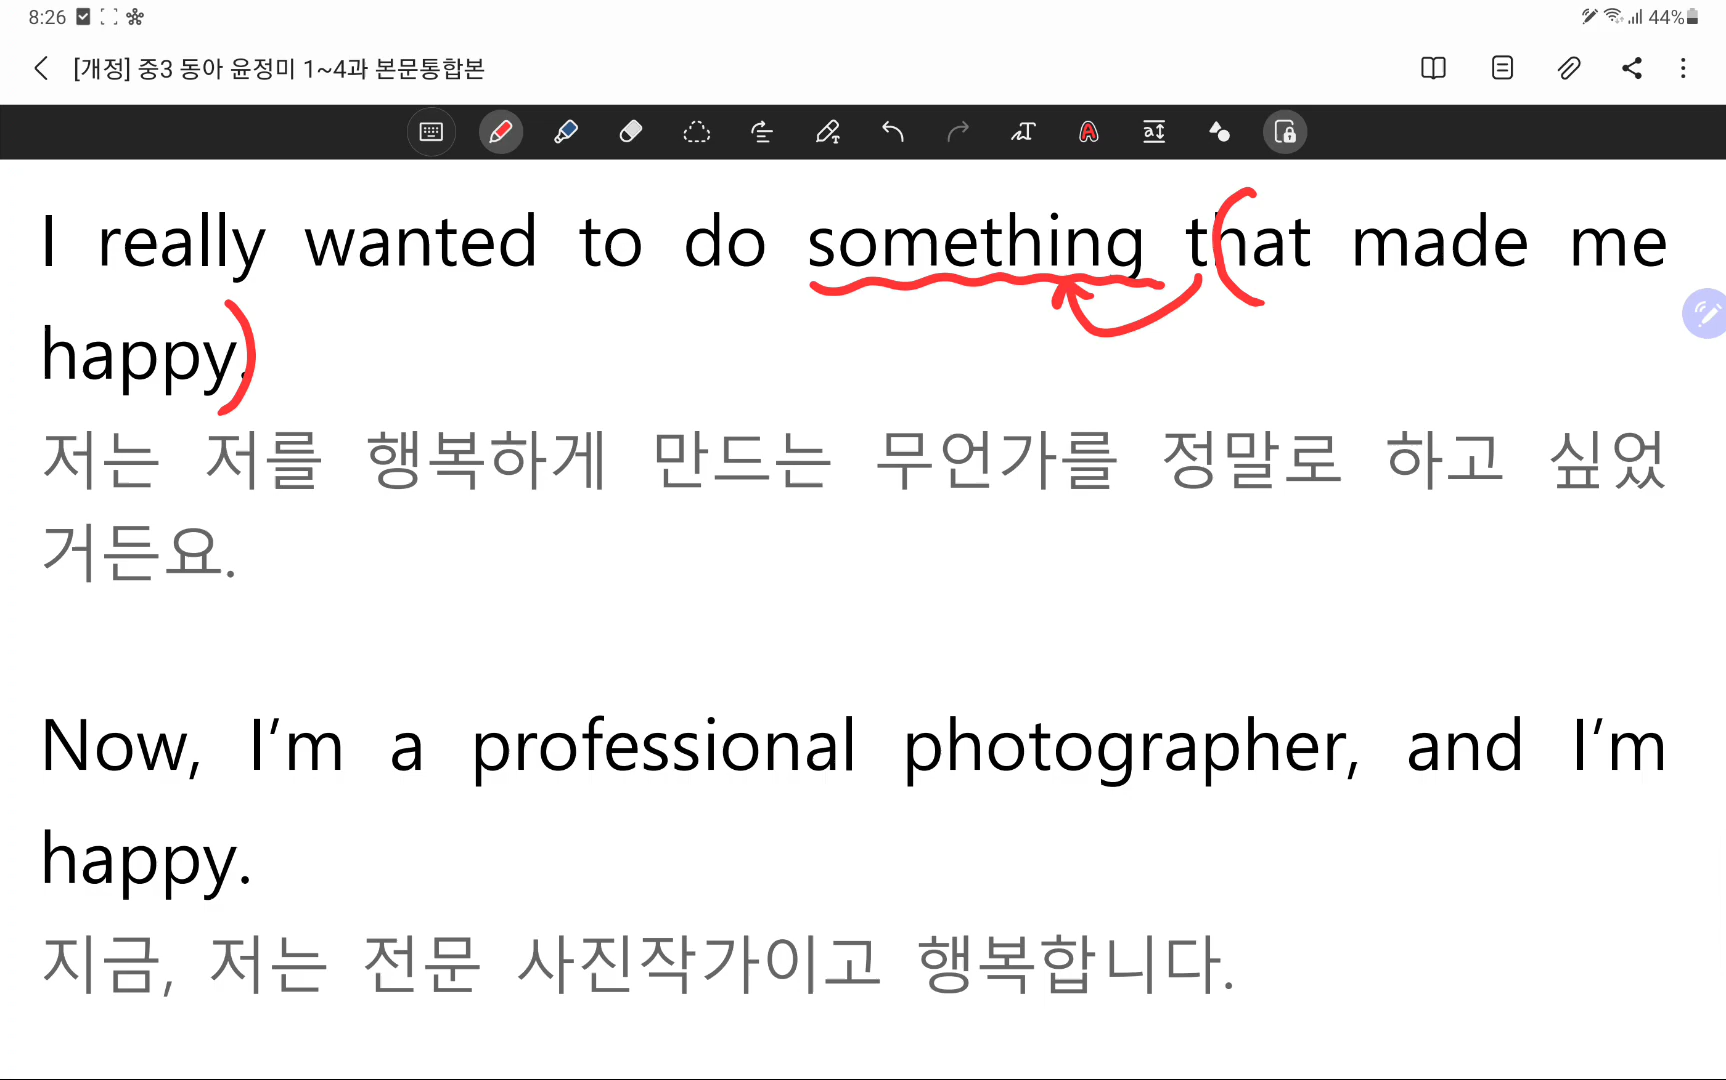 8:26
44%
[개정] 중3 동아 윤정미 1~4과 본문통합본
I really wanted to do something that made me
happy.
저는 저를 행복하게 만드는 무언가를 정말로 하고 싶었
거든요.
Now, I’m a professional photographer, and I’m
happy.
지금, 저는 전문 사진작가이고 행복합니다.